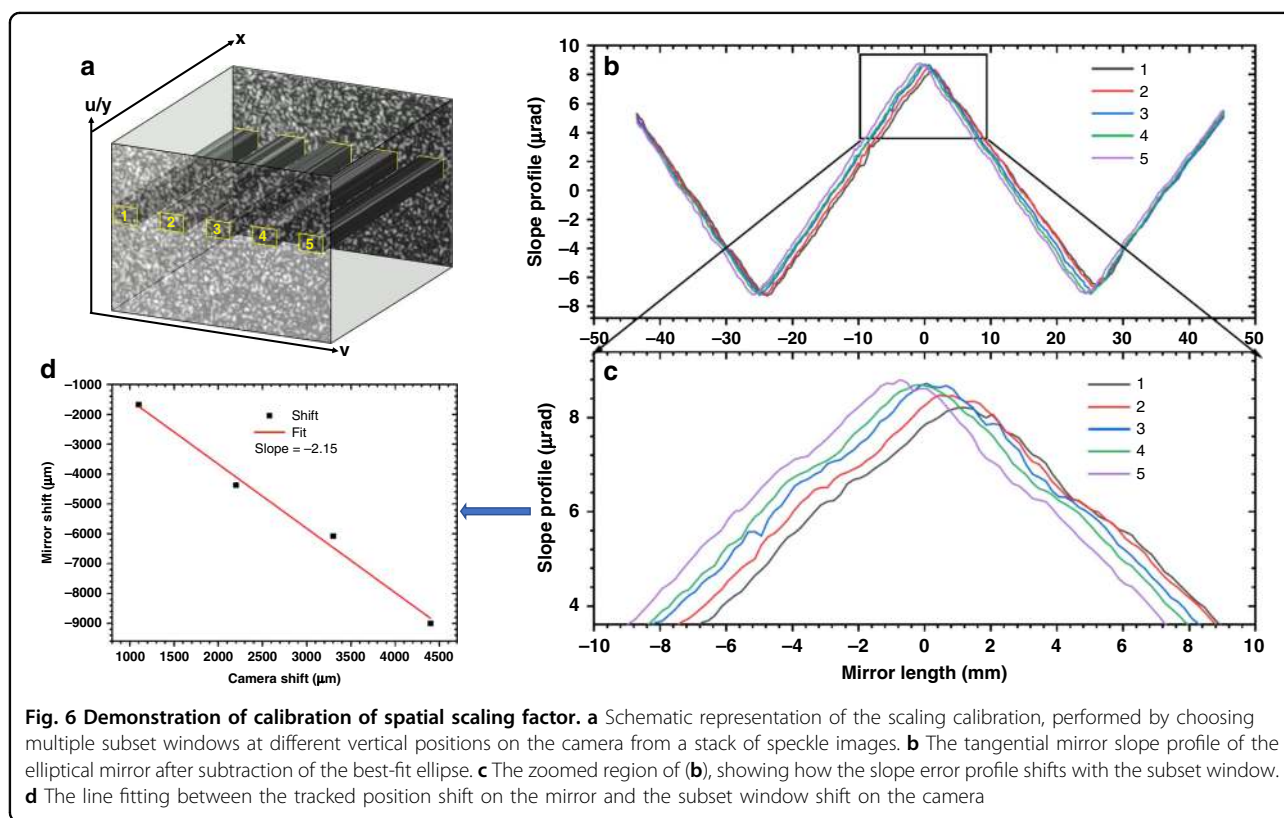 a
x
u/y
1
2
3
4
5
v
b
10
8
6
4
2
0
−2
−4
−6
−8
Slope profile (μrad)
1
2
3
4
5
−50 −40 −30 −20 −10 0 10 20 30 40 50
c
8
6
4
Slope profile (μrad)
1
2
3
4
5
−10 −8 −6 −4 −2 0 2 4 6 8 10
Mirror length (mm)
d
−1000
−2000
−3000
−4000
−5000
−6000
−7000
−8000
−9000
Mirror shift (μm)
Shift
Fit
Slope = −2.15
1000 1500 2000 2500 3000 3500 4000 4500
Camera shift (μm)
Fig. 6 Demonstration of calibration of spatial scaling factor. a Schematic representation of the scaling calibration, performed by choosing
multiple subset windows at different vertical positions on the camera from a stack of speckle images. b The tangential mirror slope profile of the
elliptical mirror after subtraction of the best-fit ellipse. c The zoomed region of (b), showing how the slope error profile shifts with the subset window.
d The line fitting between the tracked position shift on the mirror and the subset window shift on the camera